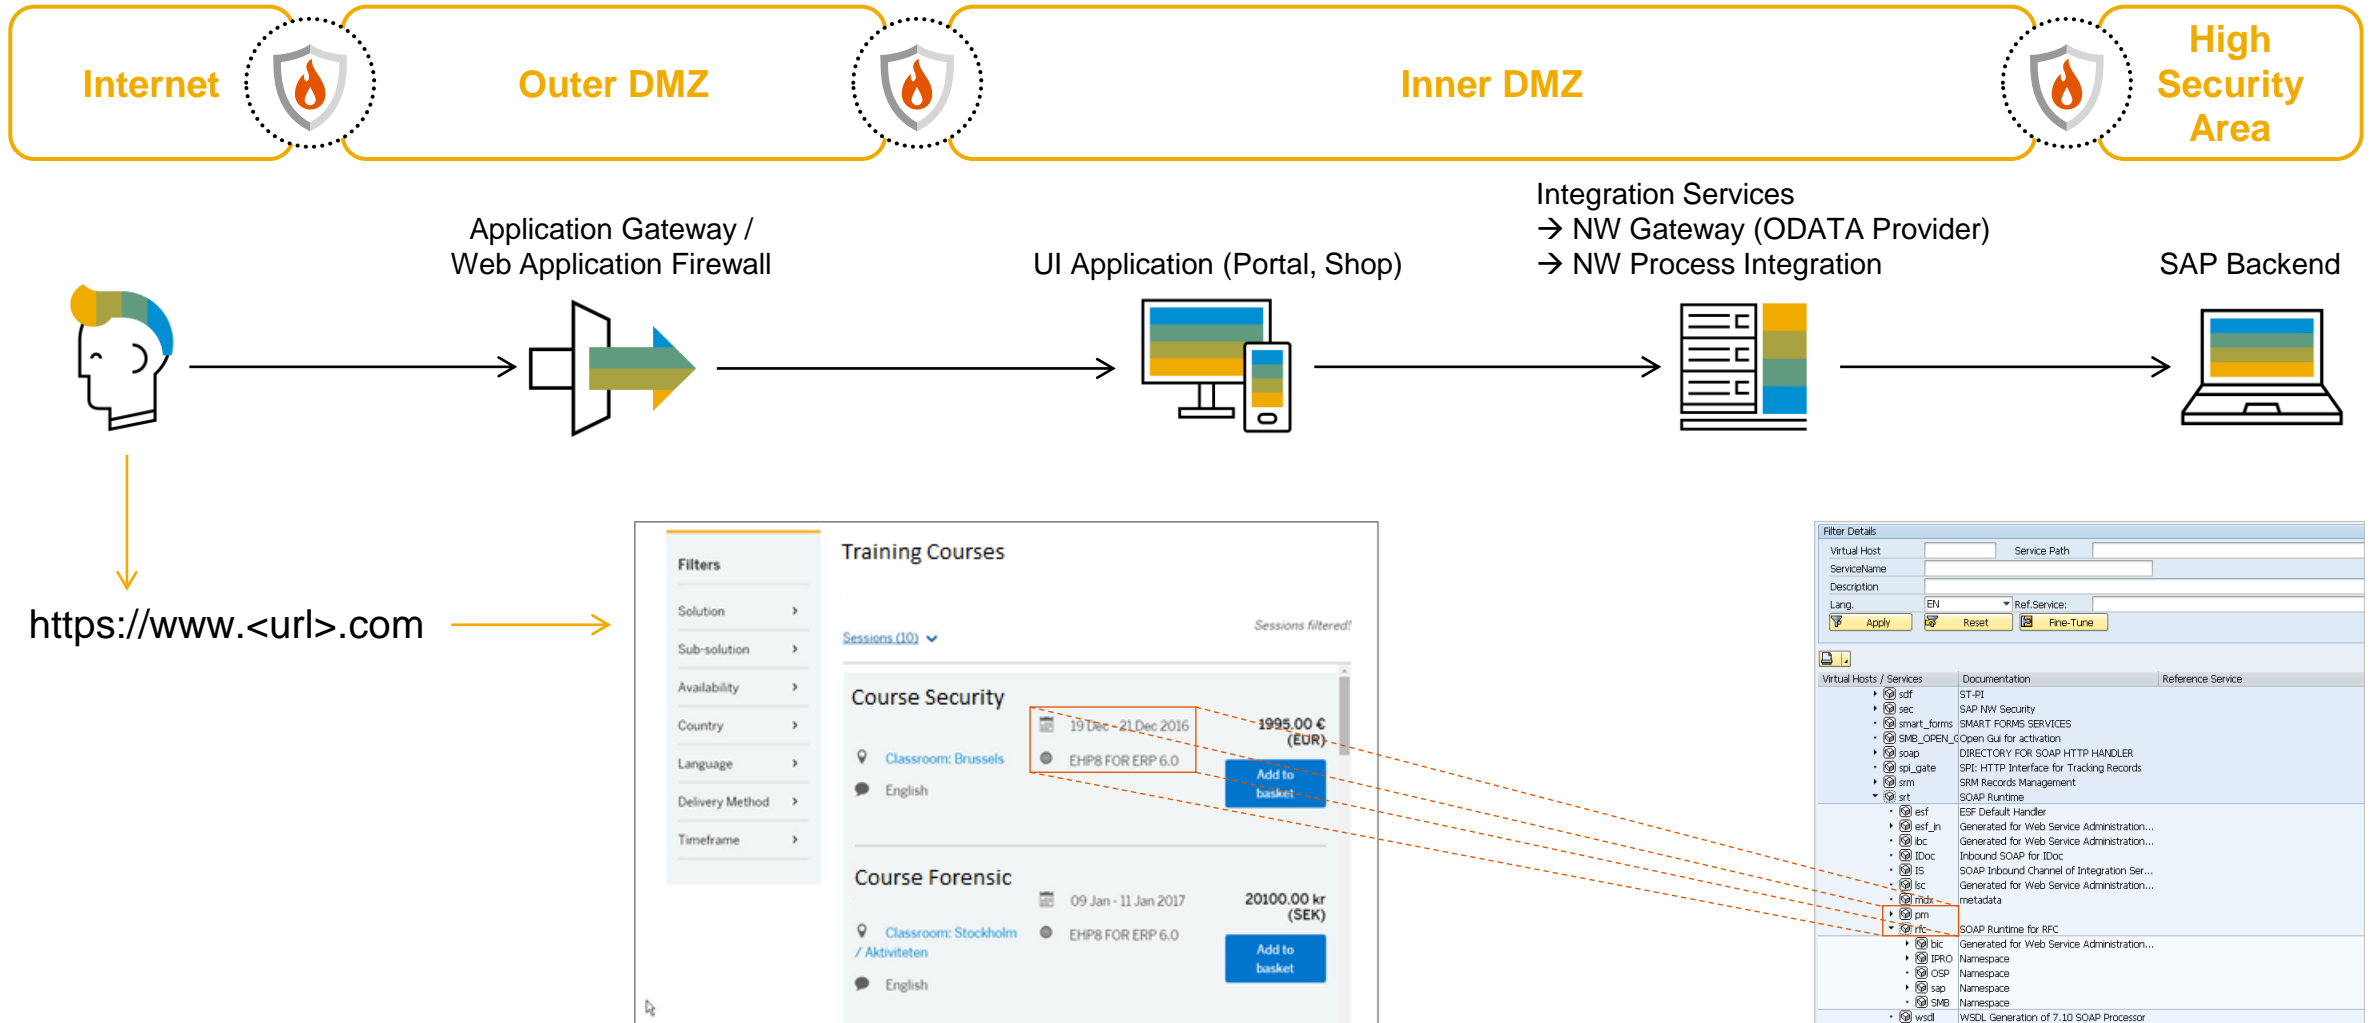 Internet
Outer DMZ
Inner DMZ
High
Security
Area
Application Gateway /
Web Application Firewall
UI Application (Portal, Shop)
Integration Services
→ NW Gateway (ODATA Provider)
→ NW Process Integration
SAP Backend
https://www.<url>.com
Filters
Solution
Sub-solution
Availability
Country
Language
Delivery Method
Timeframe
Training Courses
Sessions (10)
Sessions filtered!
Course Security
19 Dec - 21 Dec 2016
1995.00 €
(EUR)
Classroom: Brussels
EHP8 FOR ERP 6.0
English
Add to
basket
Course Forensic
09 Jan - 11 Jan 2017
20100.00 kr
(SEK)
Classroom: Stockholm
/ Aktiviteten
EHP8 FOR ERP 6.0
English
Add to
basket
Filter Details
Virtual Host Service Path
ServiceName
Description
Lang. EN Ref.Service:
Apply Reset Fine-Tune
Virtual Hosts / Services Documentation Reference Service
sdf ST-PI
sec SAP NW Security
smart_forms SMART FORMS SERVICES
SMB_OPEN_G Open Gui for activation
soap DIRECTORY FOR SOAP HTTP HANDLER
spi_gate SPI: HTTP Interface for Tracking Records
srm SRM Records Management
srt SOAP Runtime
esf ESF Default Handler
esf_in Generated for Web Service Administration...
ibc Generated for Web Service Administration...
IDoc Inbound SOAP for IDoc
IS SOAP Inbound Channel of Integration Ser...
lsc Generated for Web Service Administration...
mdx metadata
pm
rfc SOAP Runtime for RFC
bic Generated for Web Service Administration...
IPRO Namespace
OSP Namespace
sap Namespace
SMB Namespace
wsdl WSDL Generation of 7.10 SOAP Processor